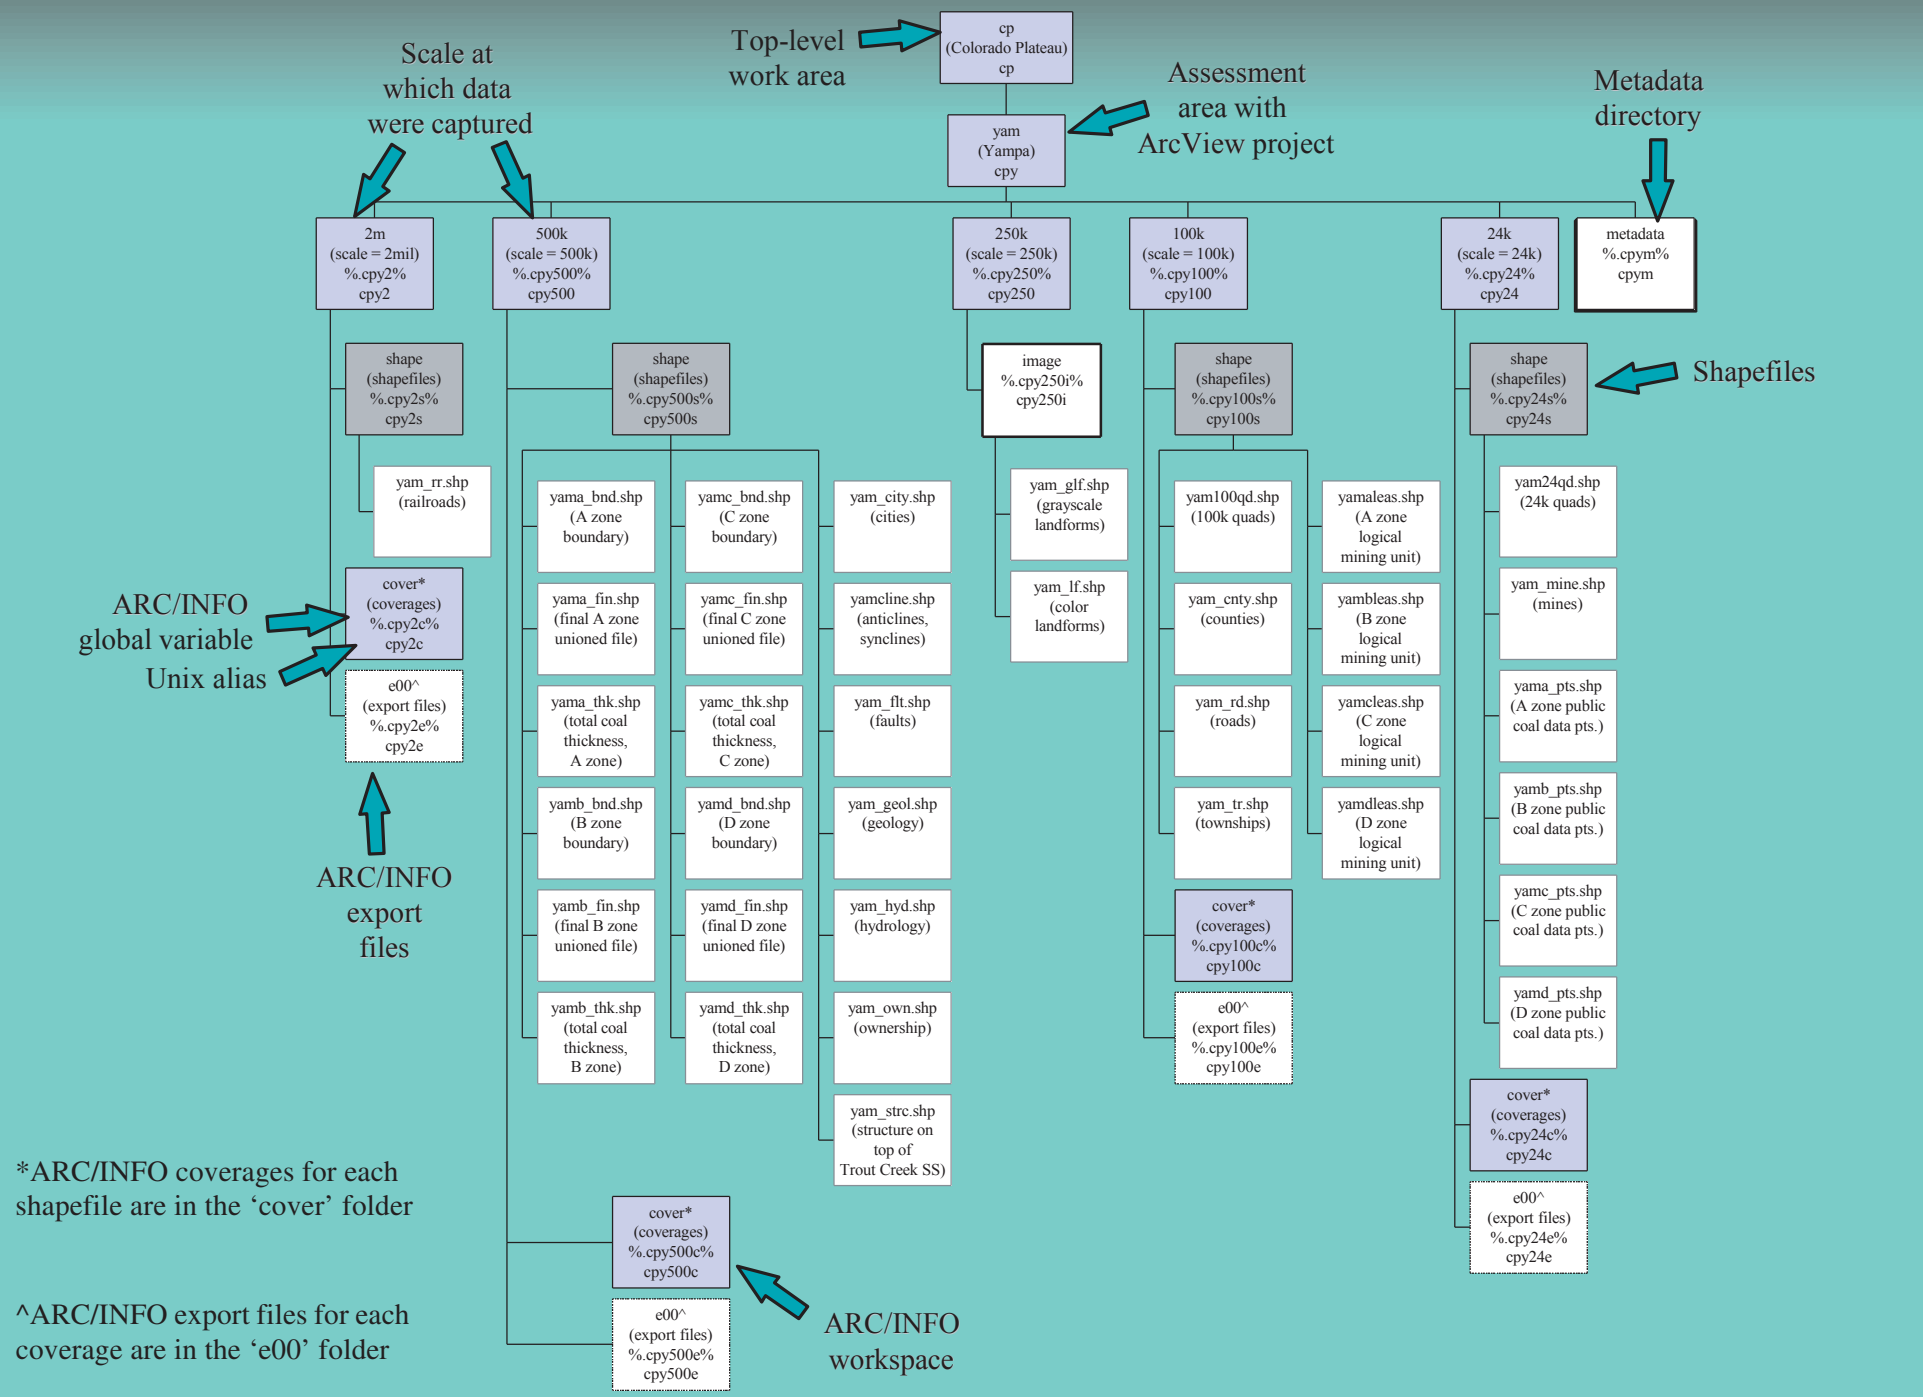 Top-level
work area
cp
(Colorado Plateau)
cp
Scale at
which data
were captured
Assessment
area with
ArcView project
Metadata
directory
yam
(Yampa)
cpy
2m
(scale = 2mil)
%.cpy2%
cpy2
500k
(scale = 500k)
%.cpy500%
cpy500
250k
(scale = 250k)
%.cpy250%
cpy250
100k
(scale = 100k)
%.cpy100%
cpy100
24k
(scale = 24k)
%.cpy24%
cpy24
metadata
%.cpym%
cpym
shape
(shapefiles)
%.cpy2s%
cpy2s
yam_rr.shp
(railroads)
cover*
(coverages)
%.cpy2c%
cpy2c
e00^
(export files)
%.cpy2e%
cpy2e
ARC/INFO
global variable
Unix alias
ARC/INFO
export
files
shape
(shapefiles)
%.cpy500s%
cpy500s
yama_bnd.shp
(A zone
boundary)
yama_fin.shp
(final A zone
unioned file)
yama_thk.shp
(total coal
thickness,
A zone)
yamb_bnd.shp
(B zone
boundary)
yamb_fin.shp
(final B zone
unioned file)
yamb_thk.shp
(total coal
thickness,
B zone)
yamc_bnd.shp
(C zone
boundary)
yamc_fin.shp
(final C zone
unioned file)
yamc_thk.shp
(total coal
thickness,
C zone)
yamd_bnd.shp
(D zone
boundary)
yamd_fin.shp
(final D zone
unioned file)
yamd_thk.shp
(total coal
thickness,
D zone)
yam_city.shp
(cities)
yamcline.shp
(anticlines,
synclines)
yam_flt.shp
(faults)
yam_geol.shp
(geology)
yam_hyd.shp
(hydrology)
yam_own.shp
(ownership)
yam_strc.shp
(structure on
top of
Trout Creek SS)
cover*
(coverages)
%.cpy500c%
cpy500c
e00^
(export files)
%.cpy500e%
cpy500e
ARC/INFO
workspace
image
%.cpy250i%
cpy250i
yam_glf.shp
(grayscale
landforms)
yam_lf.shp
(color
landforms)
shape
(shapefiles)
%.cpy100s%
cpy100s
yam100qd.shp
(100k quads)
yam_cnty.shp
(counties)
yam_rd.shp
(roads)
yam_tr.shp
(townships)
yamaleas.shp
(A zone
logical
mining unit)
yambleas.shp
(B zone
logical
mining unit)
yamcleas.shp
(C zone
logical
mining unit)
yamdleas.shp
(D zone
logical
mining unit)
cover*
(coverages)
%.cpy100c%
cpy100c
e00^
(export files)
%.cpy100e%
cpy100e
shape
(shapefiles)
%.cpy24s%
cpy24s
Shapefiles
yam24qd.shp
(24k quads)
yam_mine.shp
(mines)
yama_pts.shp
(A zone public
coal data pts.)
yamb_pts.shp
(B zone public
coal data pts.)
yamc_pts.shp
(C zone public
coal data pts.)
yamd_pts.shp
(D zone public
coal data pts.)
cover*
(coverages)
%.cpy24c%
cpy24c
e00^
(export files)
%.cpy24e%
cpy24e
*ARC/INFO coverages for each
shapefile are in the ‘cover’ folder
^ARC/INFO export files for each
coverage are in the ‘e00’ folder